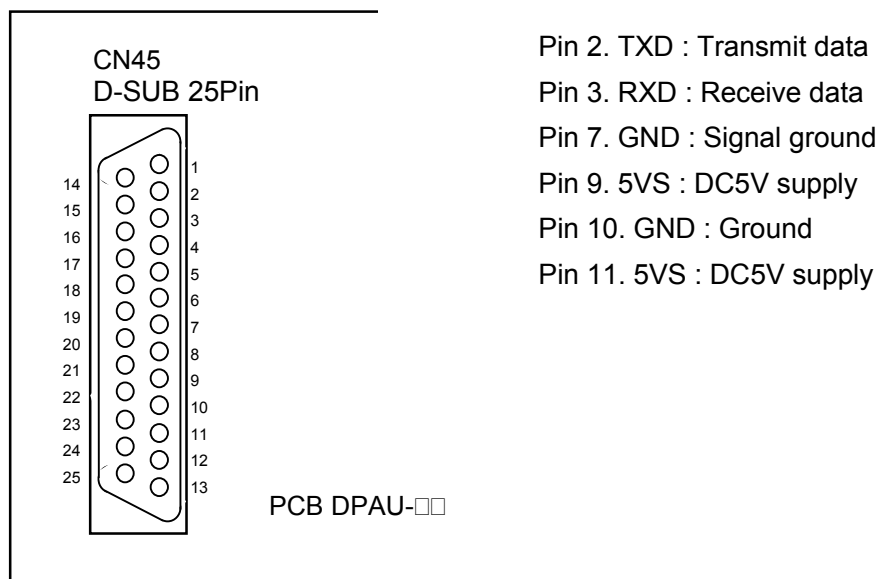 CN45
D-SUB 25Pin
1
14
2
15
3
16
4
17
5
18
6
19
7
20
8
21
9
22
10
23
11
24
12
25
13
PCB DPAU-□□
Pin 2. TXD : Transmit data
Pin 3. RXD : Receive data
Pin 7. GND : Signal ground
Pin 9. 5VS : DC5V supply
Pin 10. GND : Ground
Pin 11. 5VS : DC5V supply